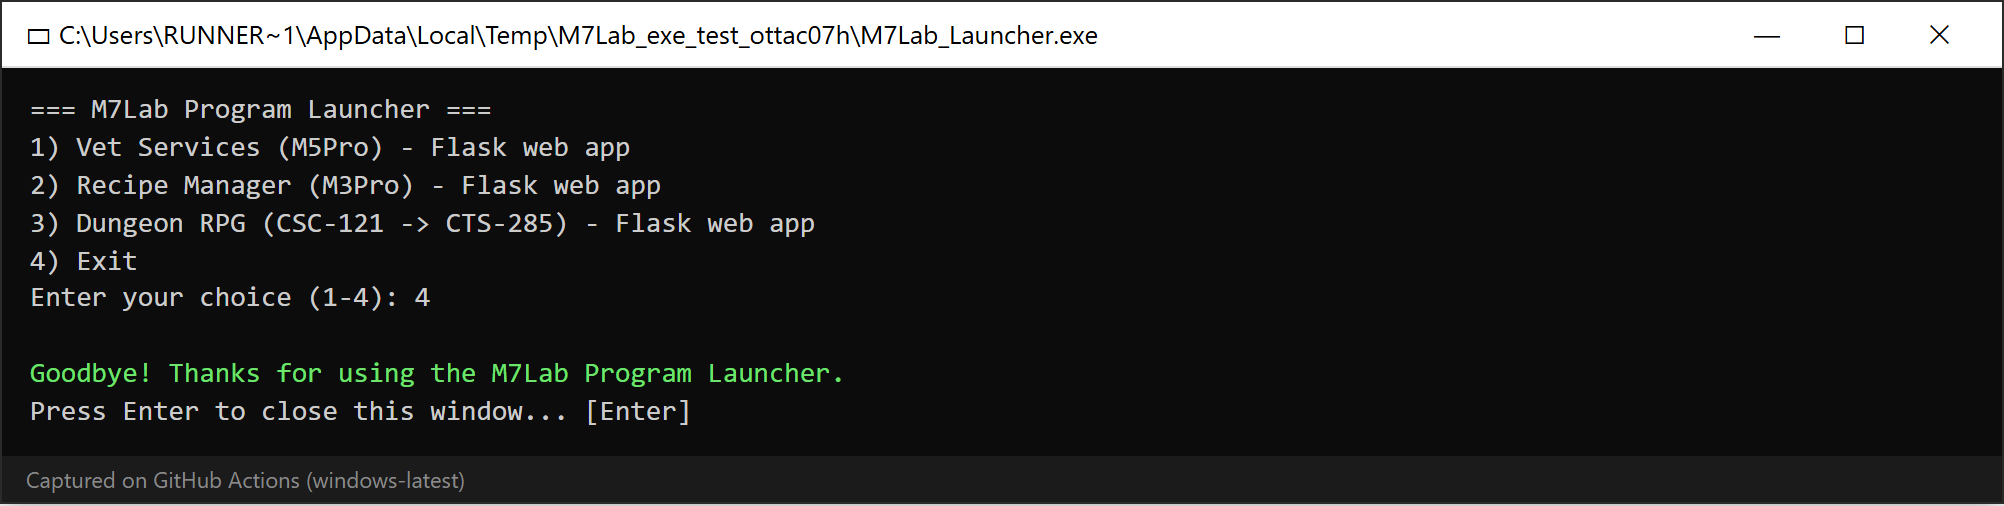 C:\Users\RUNNER~1\AppData\Local\Temp\M7Lab_exe_test_ottac07h\M7Lab_Launcher.exe
=== M7Lab Program Launcher ===
1) Vet Services (M5Pro) - Flask web app
2) Recipe Manager (M3Pro) - Flask web app
3) Dungeon RPG (CSC-121 -> CTS-285) - Flask web app
4) Exit
Enter your choice (1-4): 4
Goodbye! Thanks for using the M7Lab Program Launcher.
Press Enter to close this window... [Enter]
Captured on GitHub Actions (windows-latest)